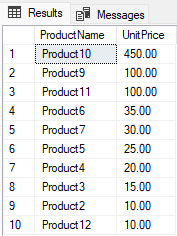 Results Messages
ProductName UnitPrice
1 Product10 450.00
2 Product9 100.00
3 Product11 100.00
4 Product6 35.00
5 Product7 30.00
6 Product5 25.00
7 Product4 20.00
8 Product3 15.00
9 Product2 10.00
10 Product12 10.00